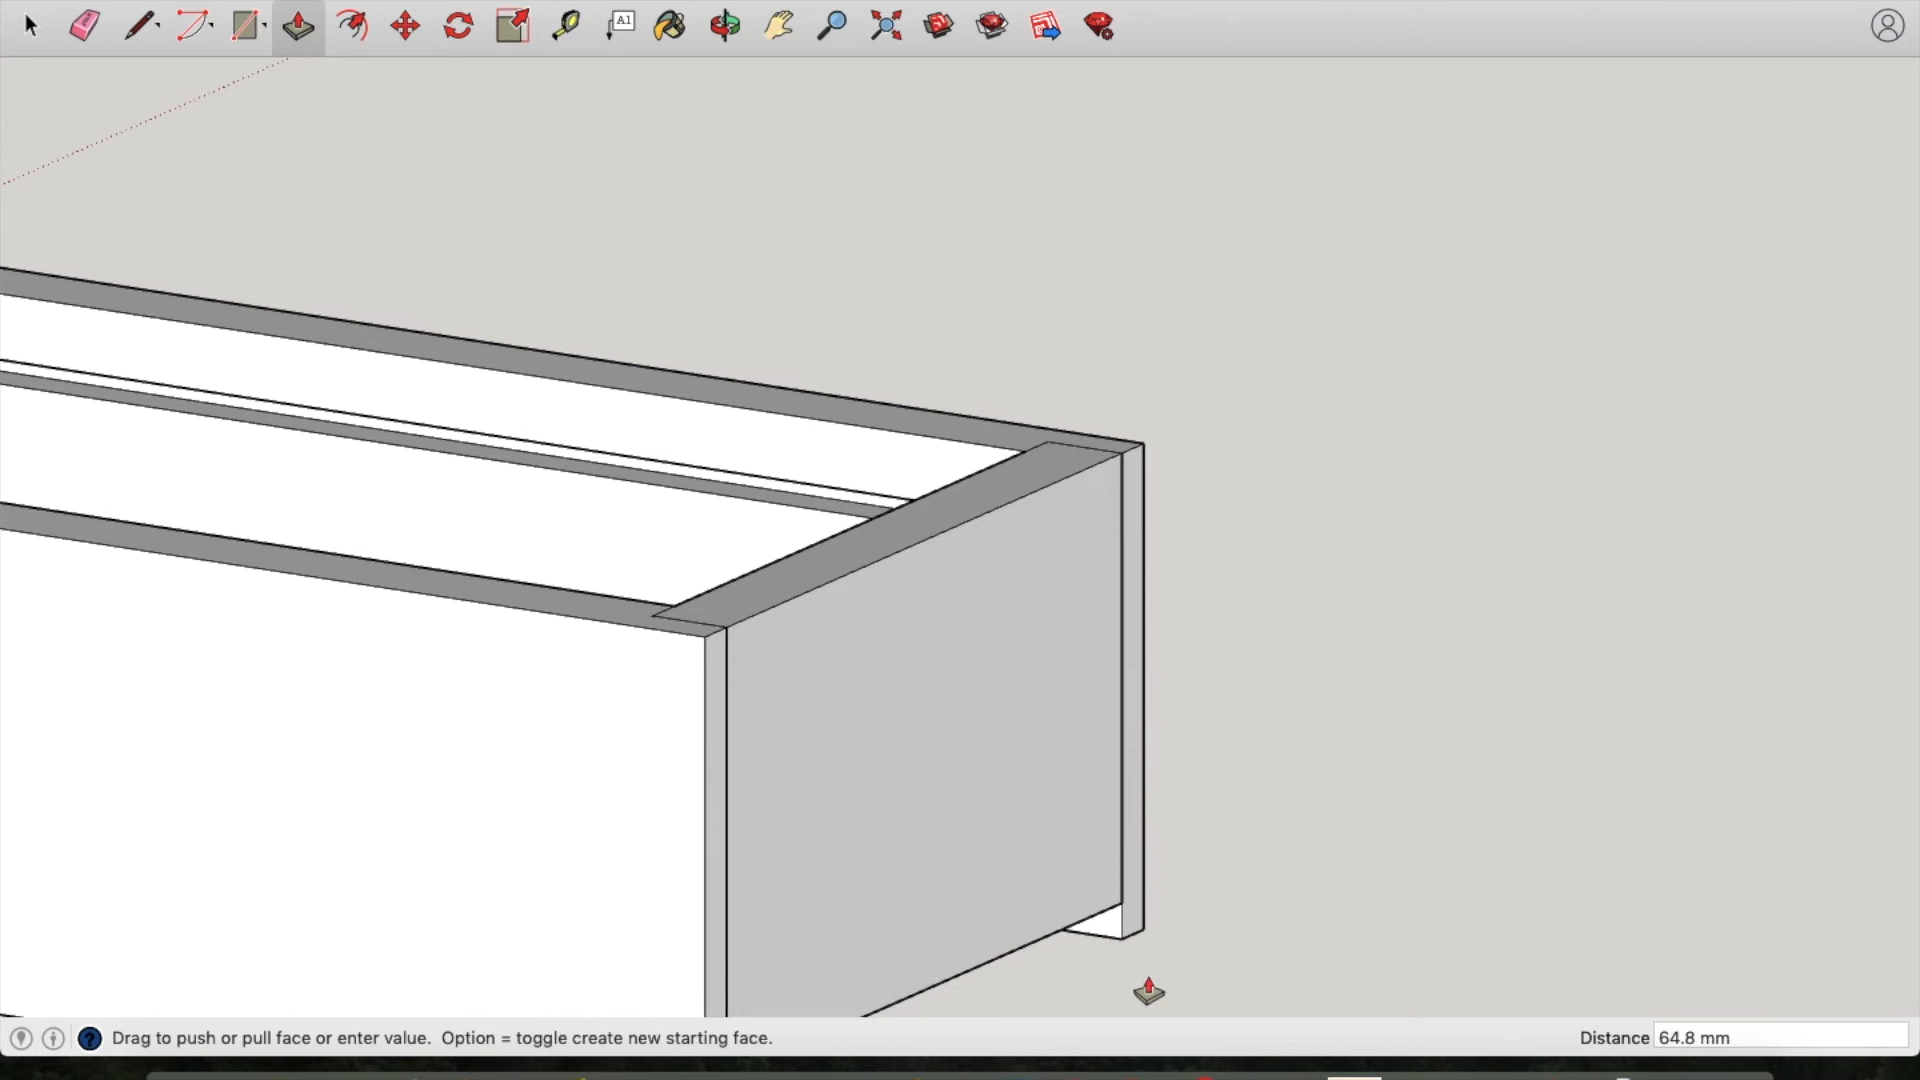 A1
Drag to push or pull face or enter value. Option = toggle create new starting face.
Distance 64.8 mm